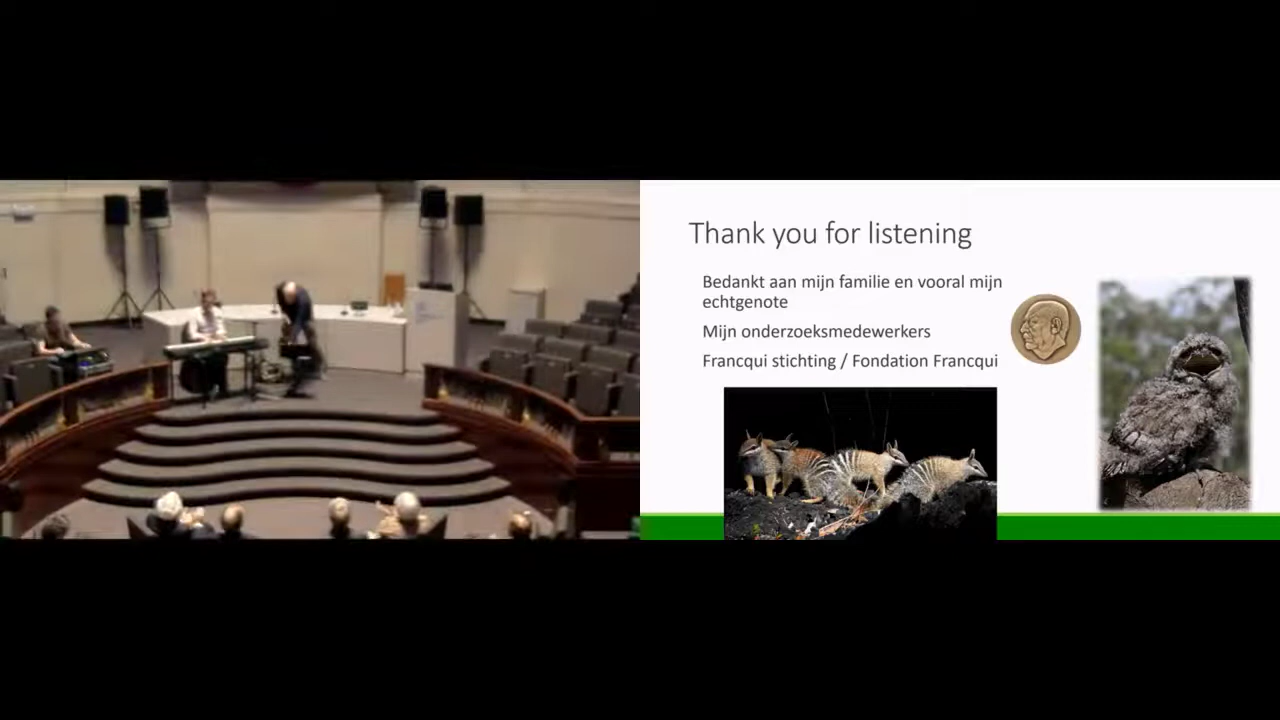 Thank you for listening
Bedankt aan mijn familie en vooral mijn
echtgenote
Mijn onderzoeksmedewerkers
Francqui stichting / Fondation Francqui